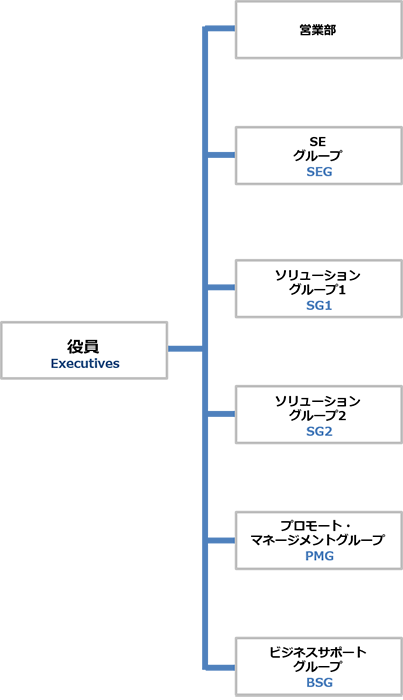 営業部
SE
グループ
SEG
ソリューション
グループ1
SG1
役員
Executives
ソリューション
グループ2
SG2
プロモート・
マネージメントグループ
PMG
ビジネスサポート
グループ
BSG